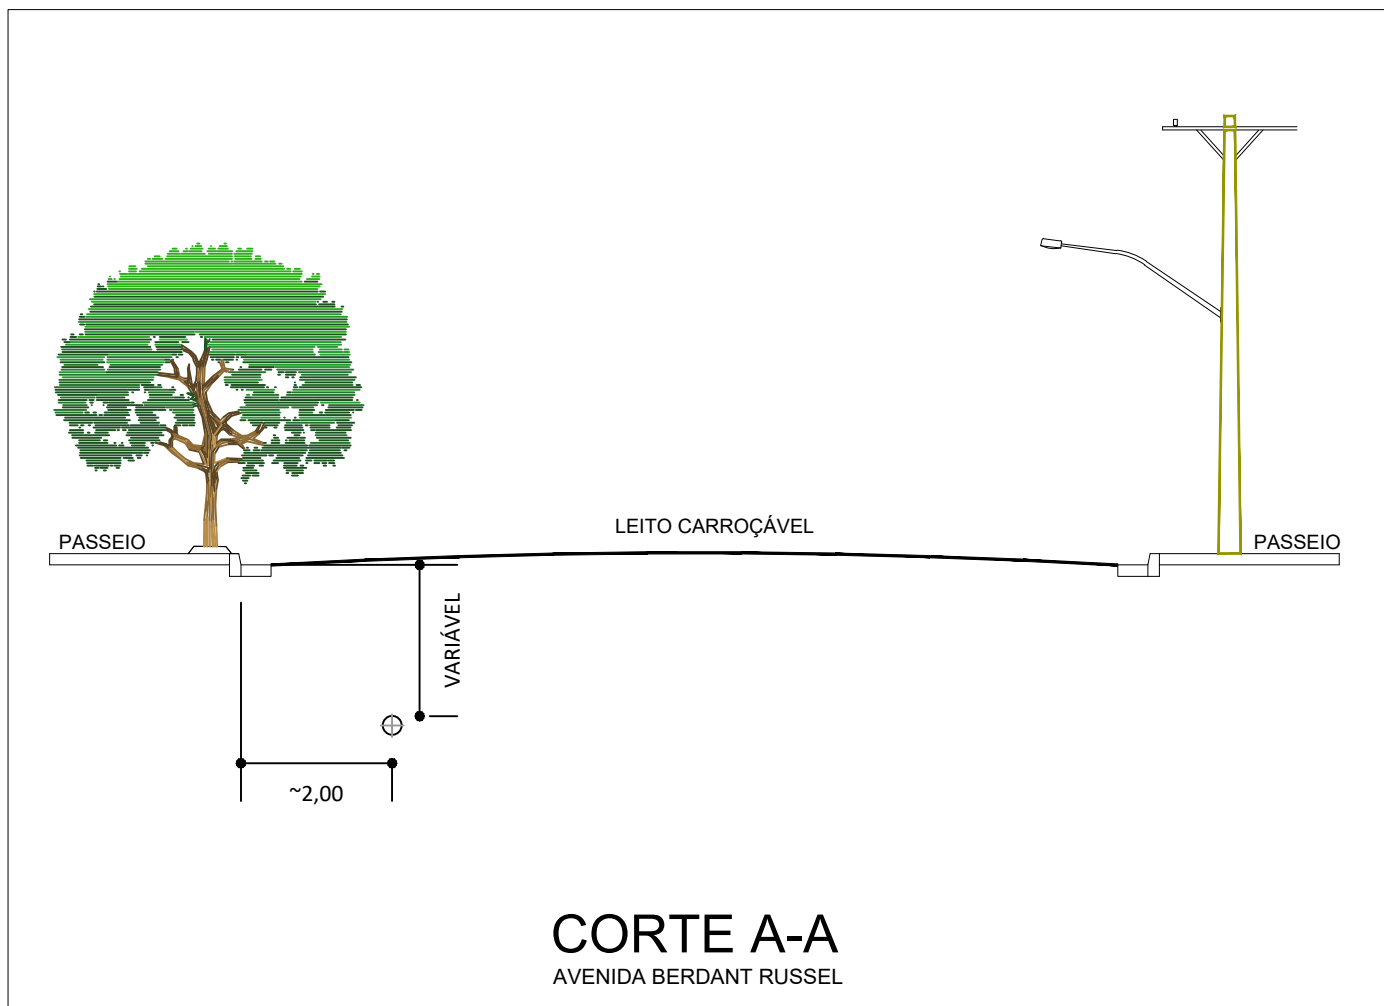 LEITO CARROÇÁVEL
PASSEIO
PASSEIO
VARIÁVEL
~2,00
CORTE A-A
AVENIDA BERDANT RUSSEL